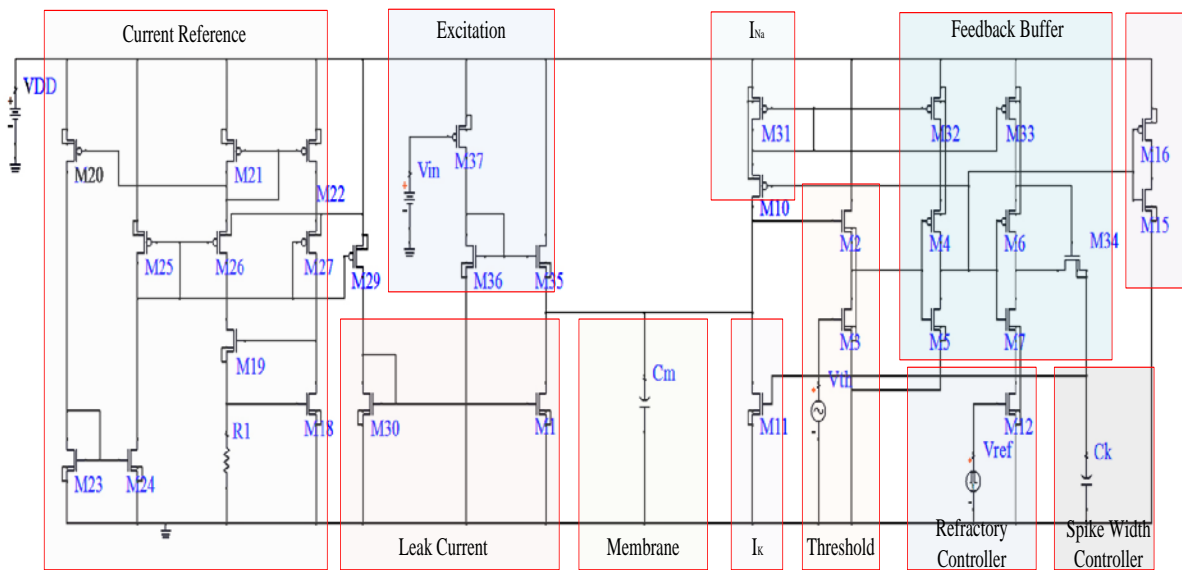 Current Reference
Excitation
INa
Feedback Buffer
VDD
M20
M21
M22
M37
Vin
M31
M32
M33
M16
M10
M15
M25
M26
M27
M29
M36
M35
M2
M4
M6
M34
M19
M3
M5
M7
Cm
Vth
R1
M18
M30
M1
M11
M12
M23
M24
Vref
Ck
Leak Current
Membrane
IK
Threshold
Refractory
Controller
Spike Width
Controller